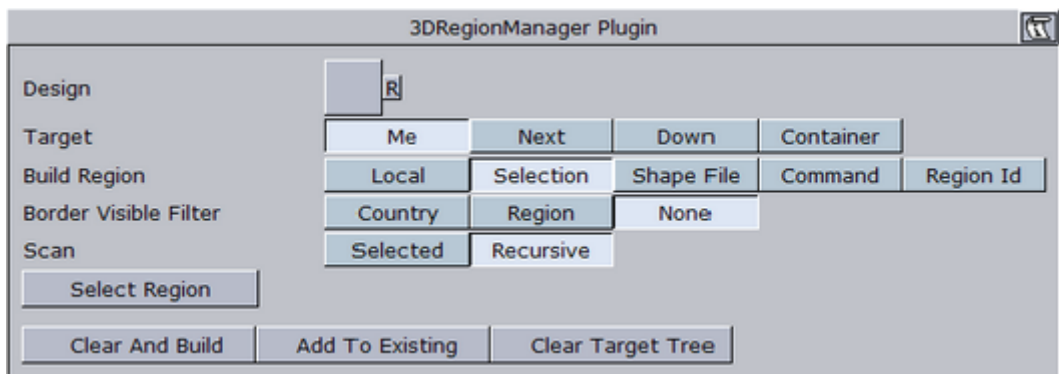 3DRegionManager Plugin
Design R
Target Me Next Down Container
Build Region Local Selection Shape File Command Region Id
Border Visible Filter Country Region None
Scan Selected Recursive
Select Region
Clear And Build Add To Existing Clear Target Tree